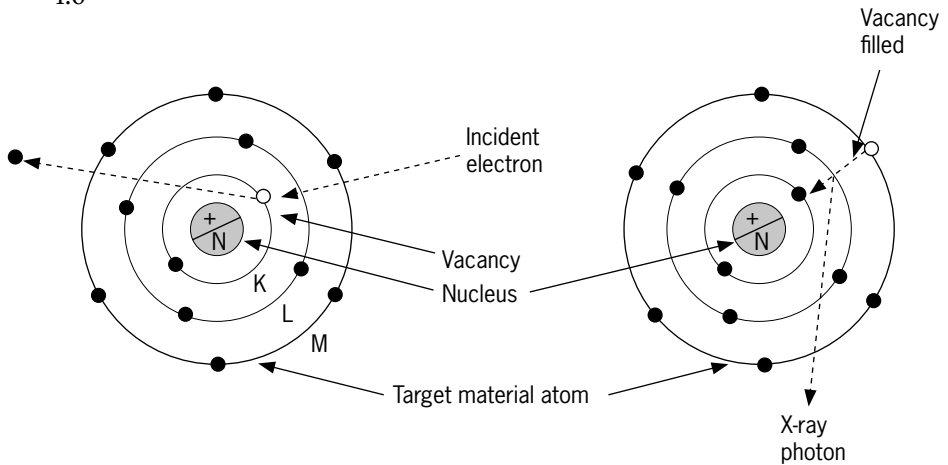 Vacancy
filled
Incident
electron
+
N
Vacancy
Nucleus
K
L
M
+
N
Target material atom
X-ray
photon